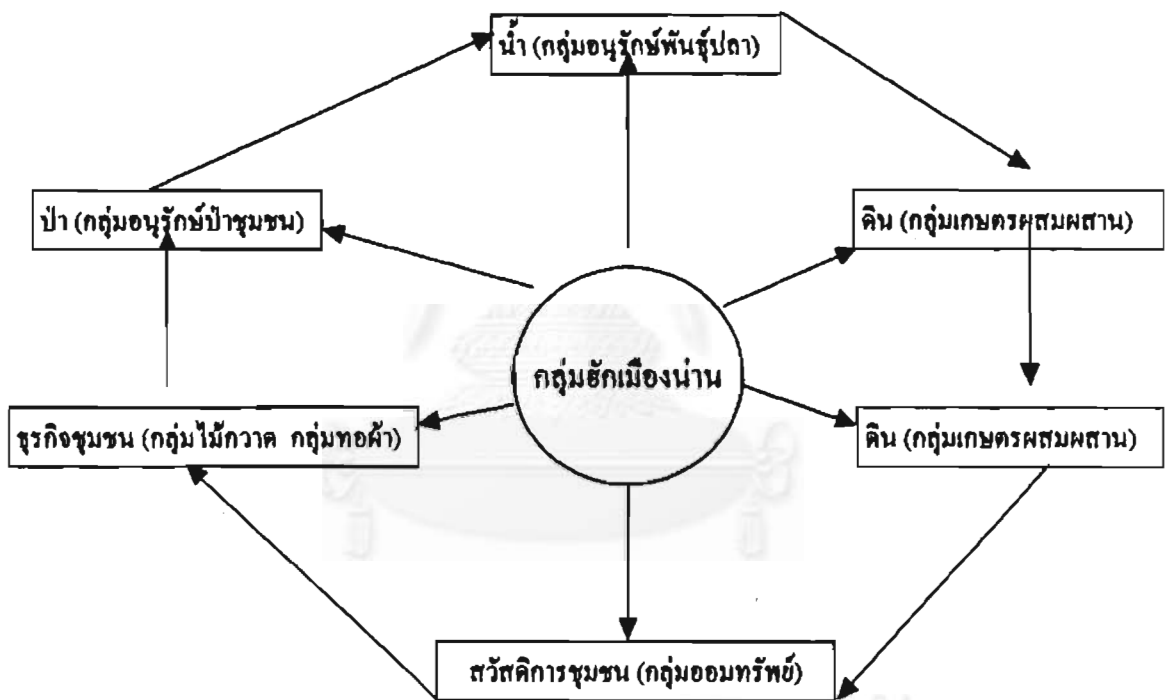 น้ำ (กลุ่มอนุรักษ์พันธุ์ปลา)
ป่า (กลุ่มอนุรักษ์ป่าชุมชน)
ดิน (กลุ่มเกษตรผสมผสาน)
กลุ่มฮักเมืองน่าน
ธุรกิจชุมชน (กลุ่มไม้กวาด กลุ่มทอผ้า)
ดิน (กลุ่มเกษตรผสมผสาน)
สวัสดิการชุมชน (กลุ่มออมทรัพย์)